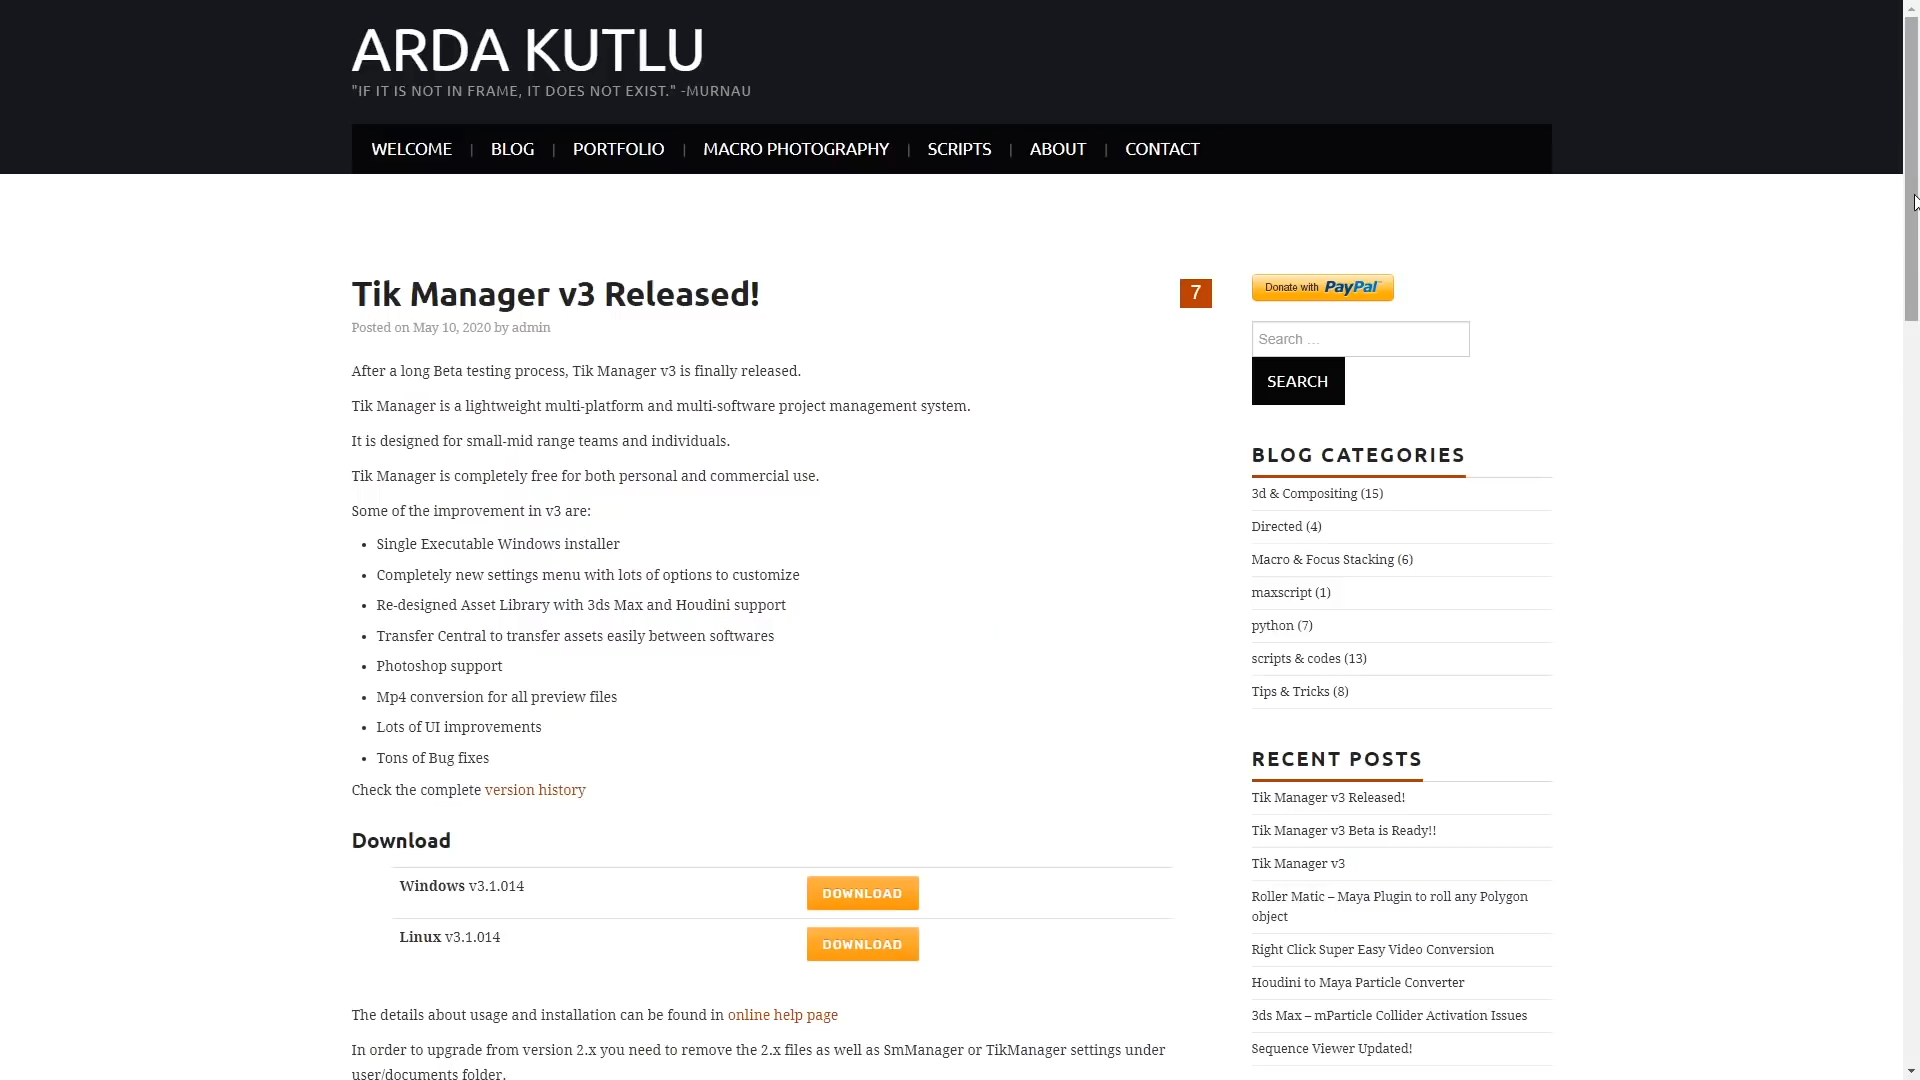 ARDA KUTLU
"IF IT IS NOT IN FRAME, IT DOES NOT EXIST." -MURNAU
WELCOME | BLOG | PORTFOLIO | MACRO PHOTOGRAPHY | SCRIPTS | ABOUT | CONTACT
Tik Manager v3 Released!
7
Posted on May 10, 2020 by admin
After a long Beta testing process, Tik Manager v3 is finally released.
Tik Manager is a lightweight multi-platform and multi-software project management system.
It is designed for small-mid range teams and individuals.
Tik Manager is completely free for both personal and commercial use.
Some of the improvement in v3 are:
• Single Executable Windows installer
• Completely new settings menu with lots of options to customize
• Re-designed Asset Library with 3ds Max and Houdini support
• Transfer Central to transfer assets easily between softwares
• Photoshop support
• Mp4 conversion for all preview files
• Lots of UI improvements
• Tons of Bug fixes
Check the complete version history
Download
Windows v3.1.014 DOWNLOAD
Linux v3.1.014 DOWNLOAD
The details about usage and installation can be found in online help page
In order to upgrade from version 2.x you need to remove the 2.x files as well as SmManager or TikManager settings under
user/documents folder.
Donate with PayPal
Search …
SEARCH
BLOG CATEGORIES
3d & Compositing (15)
Directed (4)
Macro & Focus Stacking (6)
maxscript (1)
python (7)
scripts & codes (13)
Tips & Tricks (8)
RECENT POSTS
Tik Manager v3 Released!
Tik Manager v3 Beta is Ready!!
Tik Manager v3
Roller Matic – Maya Plugin to roll any Polygon
object
Right Click Super Easy Video Conversion
Houdini to Maya Particle Converter
3ds Max – mParticle Collider Activation Issues
Sequence Viewer Updated!